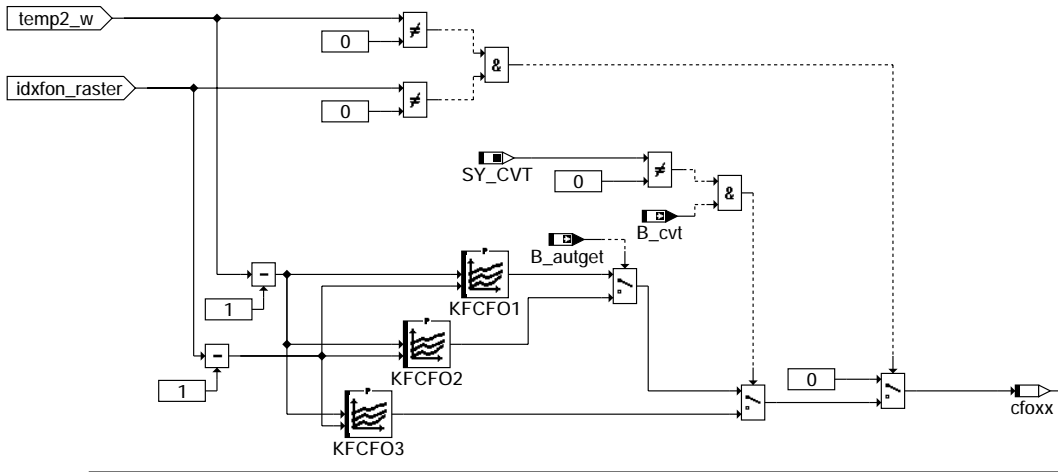 temp2_w
≠
0
&
idxfon_raster
≠
0
SY_CVT
≠
0
&
B_cvt
B_autget
P
KFCFO1
−
1
P
KFCFO2
−
1
P
KFCFO3
0
cfoxx